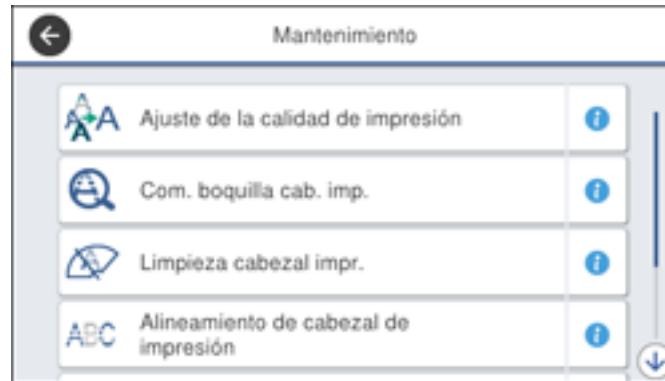 Mantenimiento
Ajuste de la calidad de impresión
Com. boquilla cab. imp.
Limpieza cabezal impr.
ABC
Alineamiento de cabezal de
impresión